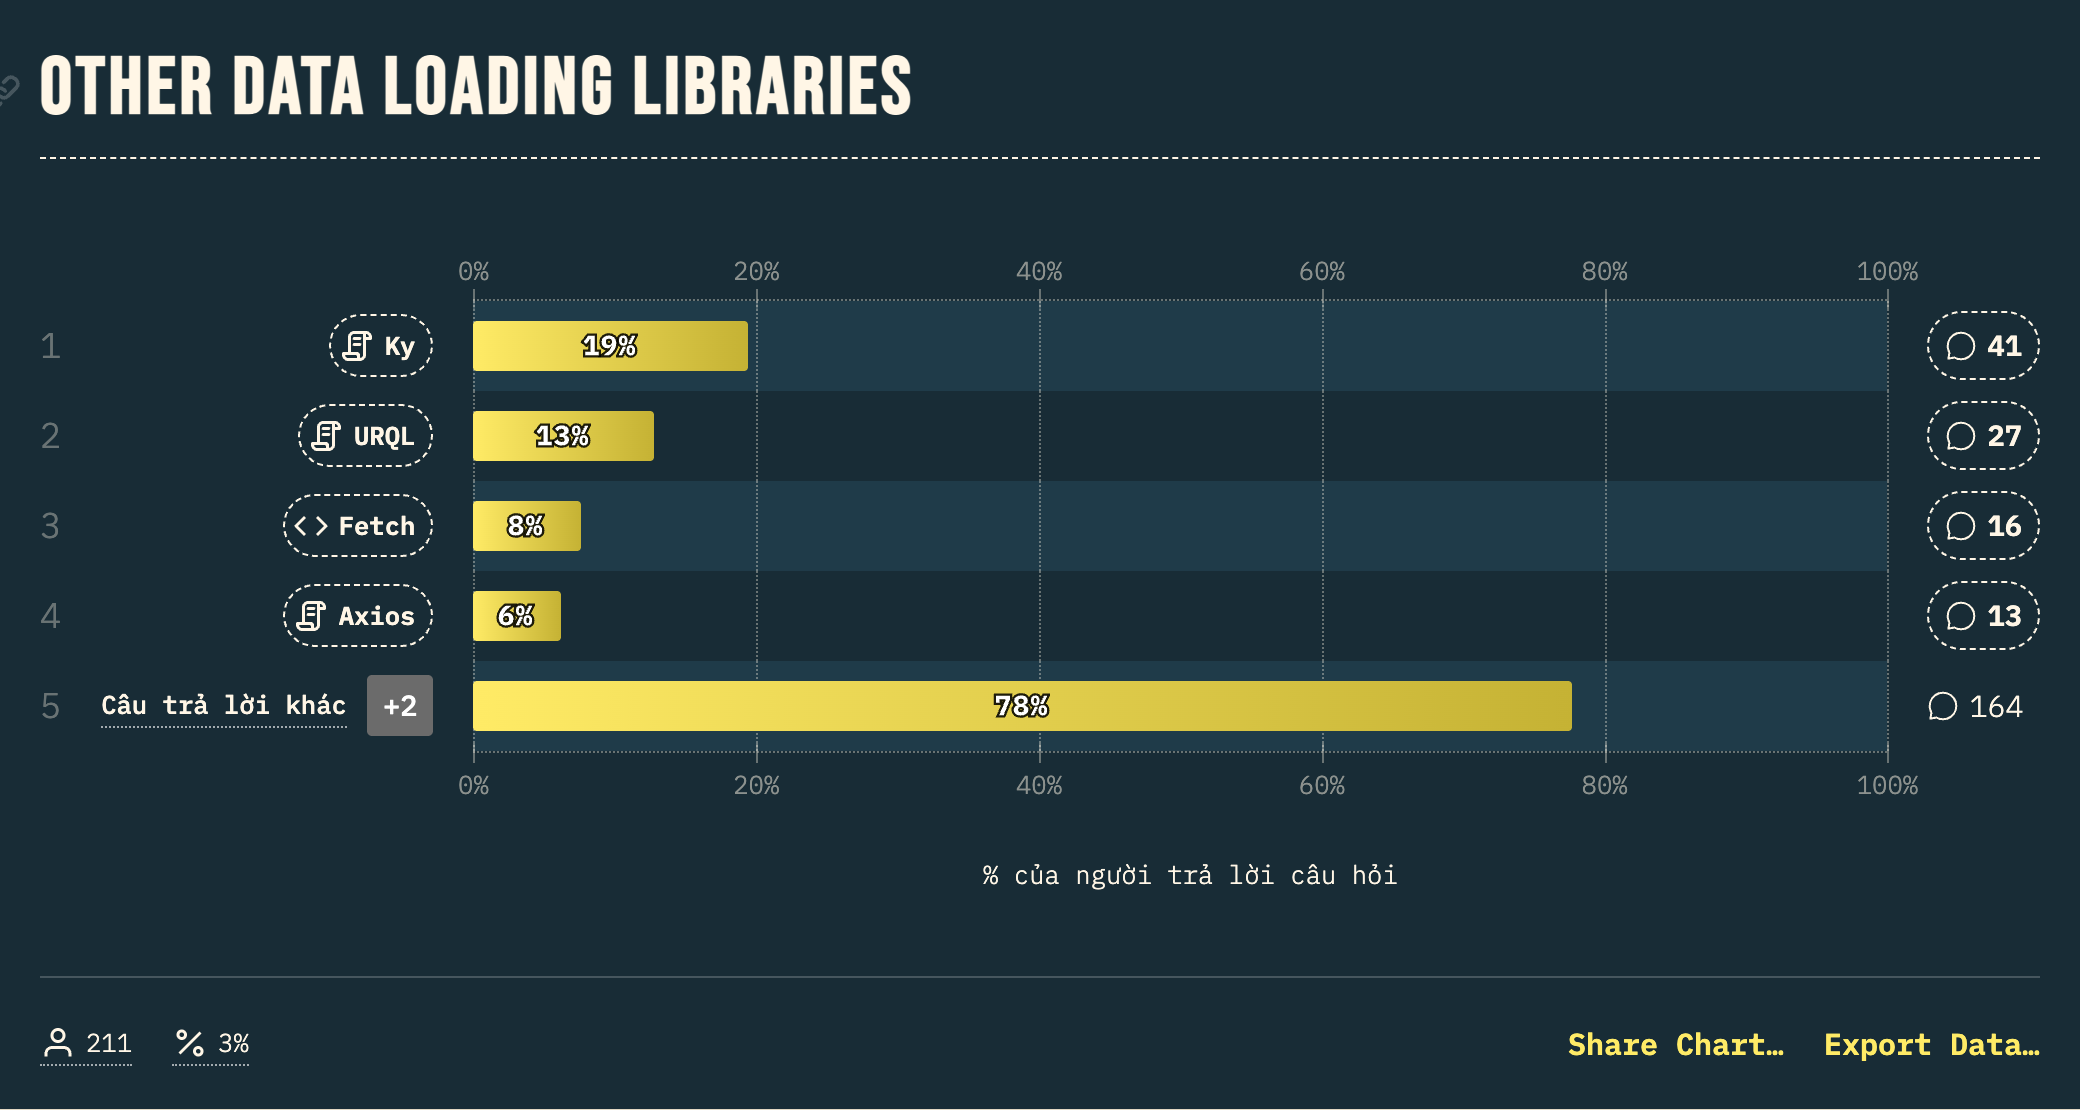 OTHER DATA LOADING LIBRARIES
0% 20% 40% 60% 80% 100%
1 Ky 19% 41
2 URQL 13% 27
3 Fetch 8% 16
4 Axios 6% 13
5 Câu trả lời khác +2 78% 164
0% 20% 40% 60% 80% 100%
% của người trả lời câu hỏi
211 3% Share Chart… Export Data…